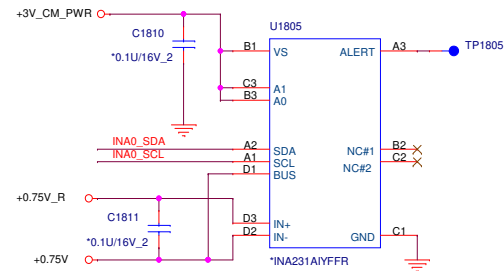 +3V_CM_PWR
C1810
*0.1U/16V_2
U1805
B1 VS ALERT A3 TP1805
C3 A1
B3 A0
INA0_SDA A2 SDA NC#1 B2
INA0_SCL A1 SCL NC#2 C2
D1 BUS
+0.75V_R
C1811
D3 IN+
*0.1U/16V_2 D2 IN- GND C1
+0.75V
*INA231AIYFFR